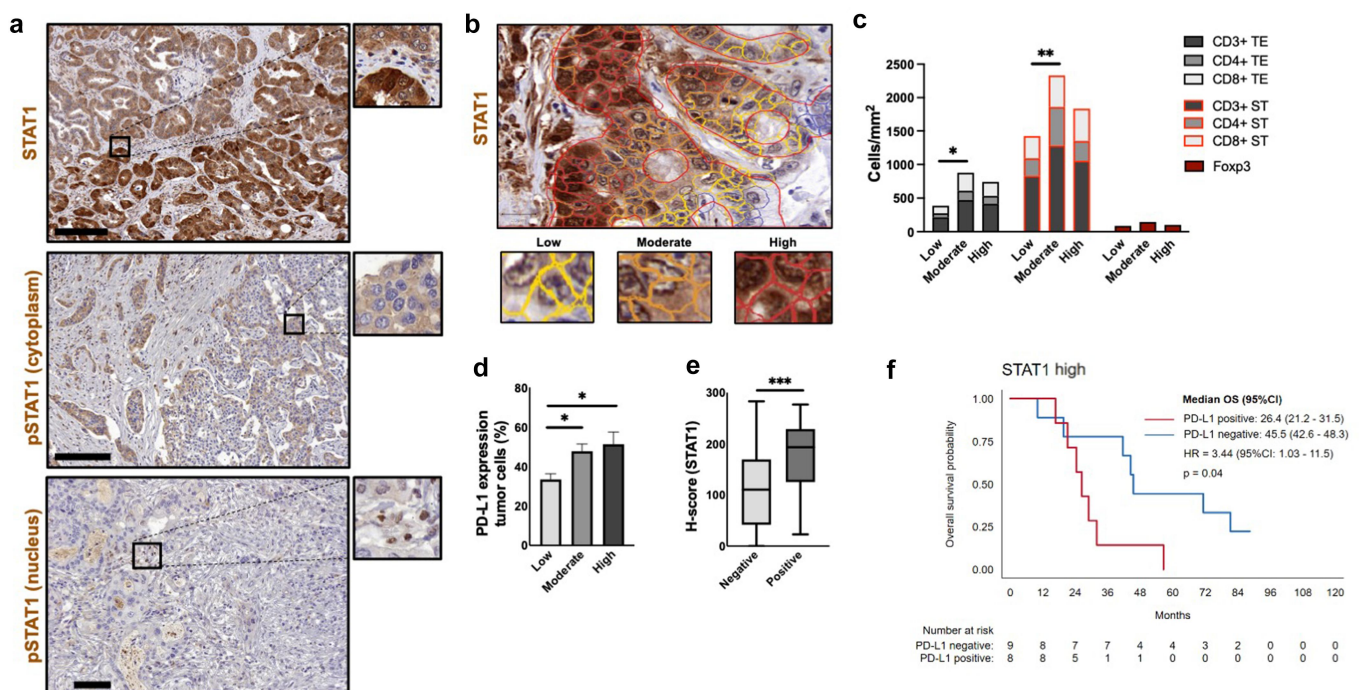 a
STAT1
pSTAT1 (cytoplasm)
pSTAT1 (nucleus)
b
STAT1
Low
Moderate
High
c
Cells/mm²
2500
2000
1500
1000
500
0
Low
Moderate
High
Low
Moderate
High
Low
Moderate
High
*
**
CD3+ TE
CD4+ TE
CD8+ TE
CD3+ ST
CD4+ ST
CD8+ ST
Foxp3
d
PD-L1 expression
tumor cells (%)
80
60
40
20
0
*
*
Low
Moderate
High
e
H-score (STAT1)
300
200
100
0
***
Negative
Positive
f
STAT1 high
Overall survival probability
1.00
0.75
0.50
0.25
0.00
Median OS (95%CI)
PD-L1 positive: 26.4 (21.2 - 31.5)
PD-L1 negative: 45.5 (42.6 - 48.3)
HR = 3.44 (95%CI: 1.03 - 11.5)
p = 0.04
0 12 24 36 48 60 72 84 96 108 120
Months
Number at risk
PD-L1 negative: 9 8 7 7 4 4 3 2 0 0 0
PD-L1 positive: 8 8 5 1 1 0 0 0 0 0 0